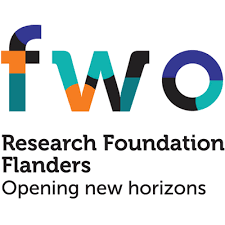 fwo
Research Foundation
Flanders
Opening new horizons